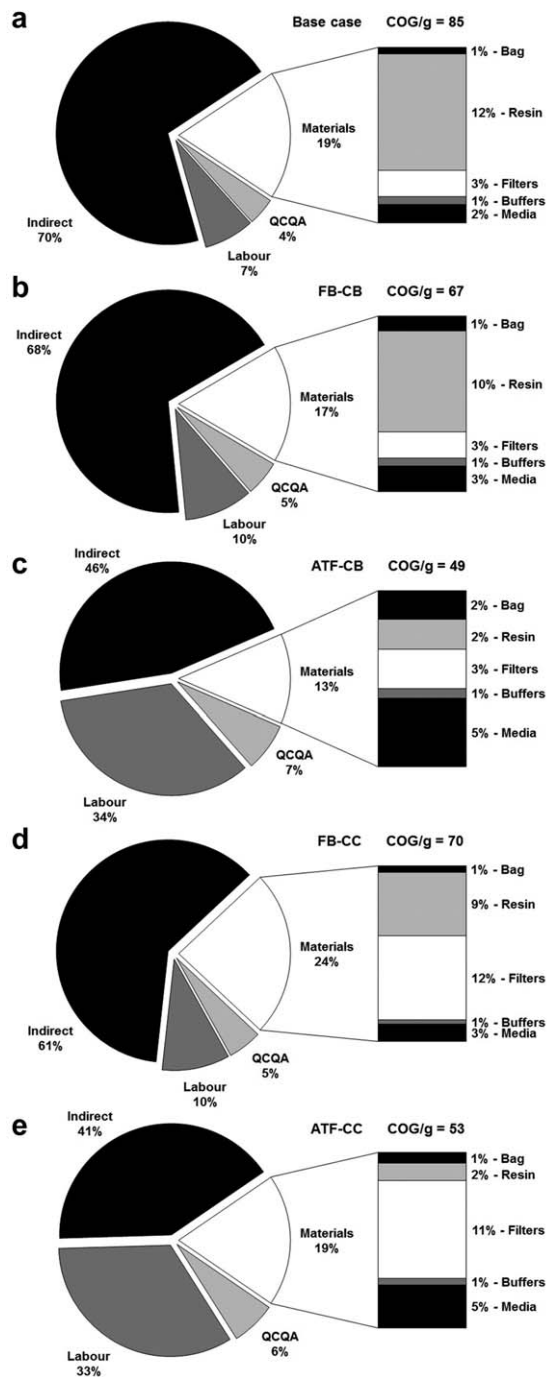 a
Base case COG/g = 85
1% - Bag
12% - Resin
Materials
19%
3% - Filters
1% - Buffers
2% - Media
Indirect
70%
QCQA
4%
Labour
7%
b
FB-CB COG/g = 67
Indirect
68%
1% - Bag
10% - Resin
Materials
17%
3% - Filters
1% - Buffers
3% - Media
QCQA
5%
Labour
10%
c
Indirect
46%
ATF-CB COG/g = 49
2% - Bag
2% - Resin
Materials
13%
3% - Filters
1% - Buffers
5% - Media
QCQA
7%
Labour
34%
d
FB-CC COG/g = 70
1% - Bag
9% - Resin
Materials
24%
12% - Filters
1% - Buffers
3% - Media
Indirect
61%
QCQA
5%
Labour
10%
e
Indirect
41%
ATF-CC COG/g = 53
1% - Bag
2% - Resin
Materials
19%
11% - Filters
1% - Buffers
5% - Media
QCQA
6%
Labour
33%